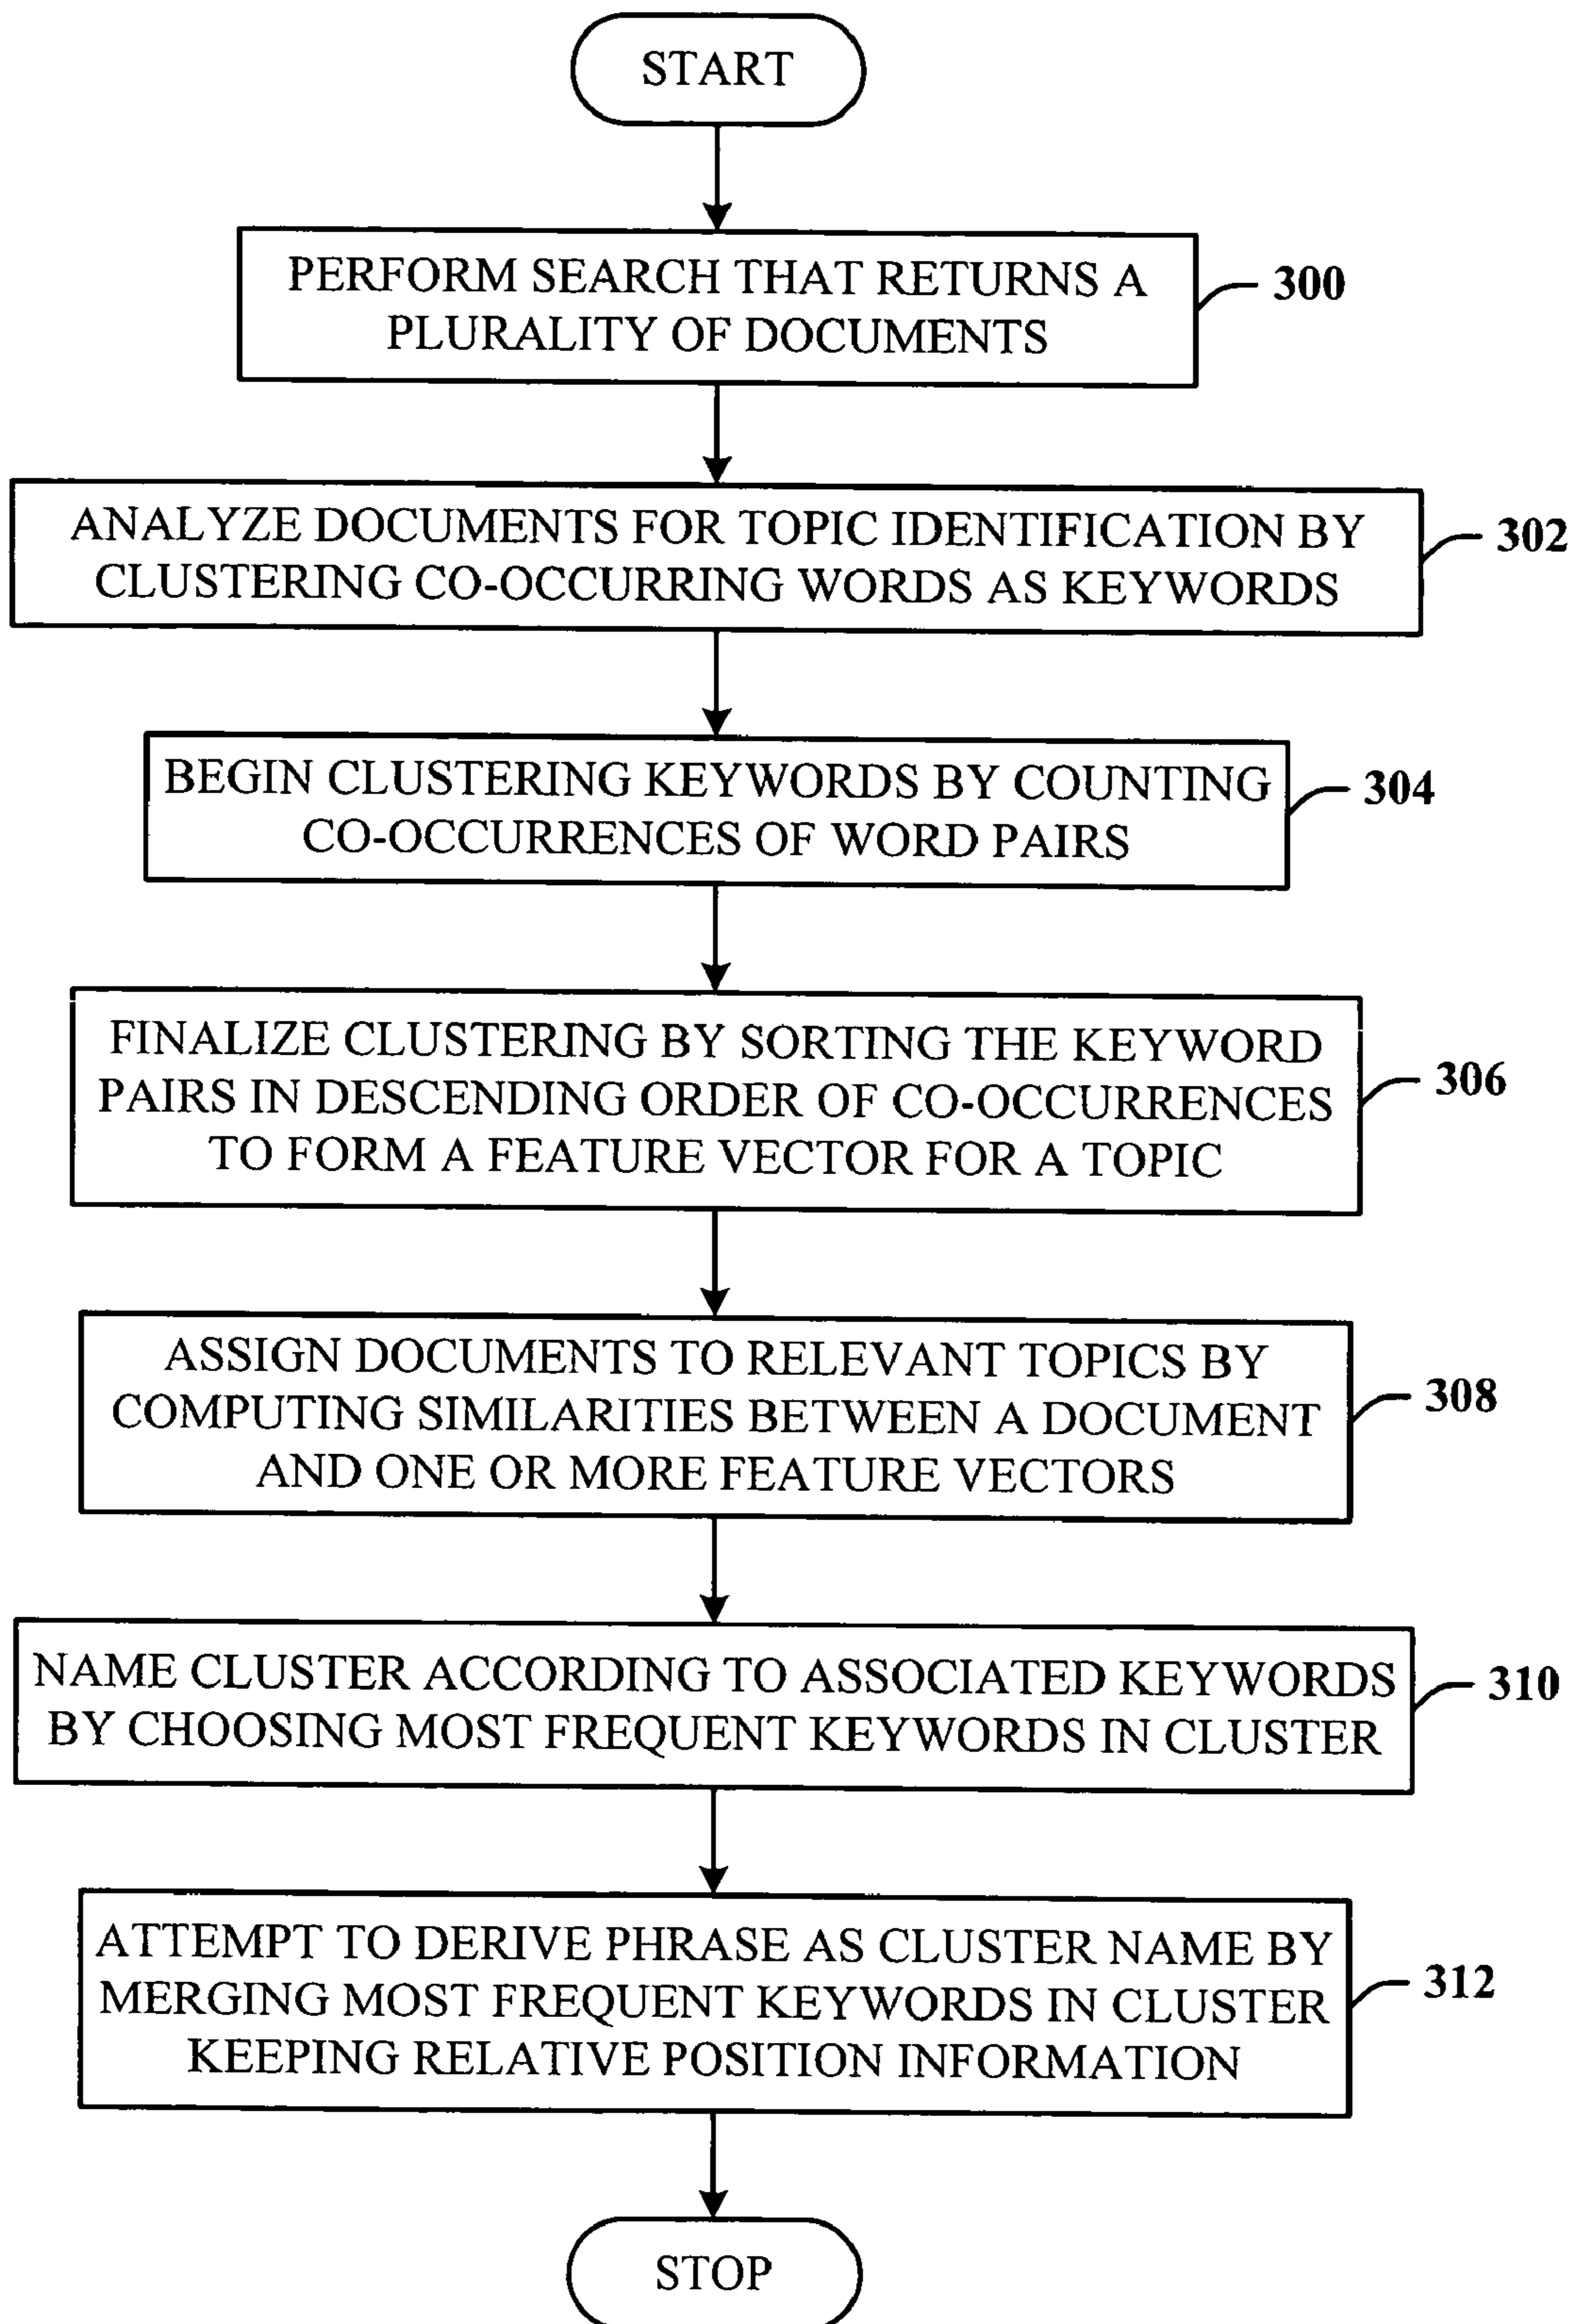 START
PERFORM SEARCH THAT RETURNS A
PLURALITY OF DOCUMENTS
300
ANALYZE DOCUMENTS FOR TOPIC IDENTIFICATION BY
CLUSTERING CO-OCCURRING WORDS AS KEYWORDS
302
BEGIN CLUSTERING KEYWORDS BY COUNTING
CO-OCCURRENCES OF WORD PAIRS
304
FINALIZE CLUSTERING BY SORTING THE KEYWORD
PAIRS IN DESCENDING ORDER OF CO-OCCURRENCES
TO FORM A FEATURE VECTOR FOR A TOPIC
306
ASSIGN DOCUMENTS TO RELEVANT TOPICS BY
COMPUTING SIMILARITIES BETWEEN A DOCUMENT
AND ONE OR MORE FEATURE VECTORS
308
NAME CLUSTER ACCORDING TO ASSOCIATED KEYWORDS
BY CHOOSING MOST FREQUENT KEYWORDS IN CLUSTER
310
ATTEMPT TO DERIVE PHRASE AS CLUSTER NAME BY
MERGING MOST FREQUENT KEYWORDS IN CLUSTER
KEEPING RELATIVE POSITION INFORMATION
312
STOP